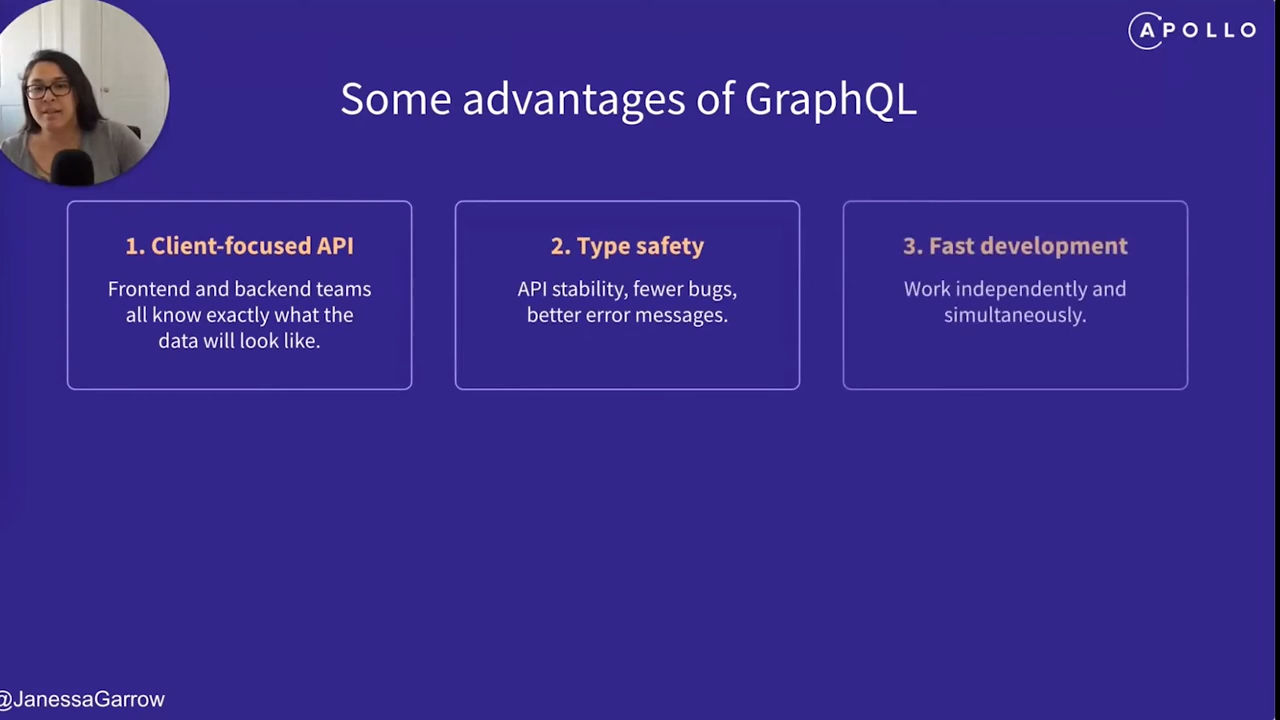 APOLLO
Some advantages of GraphQL
1. Client-focused API
Frontend and backend teams
all know exactly what the
data will look like.
2. Type safety
API stability, fewer bugs,
better error messages.
3. Fast development
Work independently and
simultaneously.
@JanessaGarrow